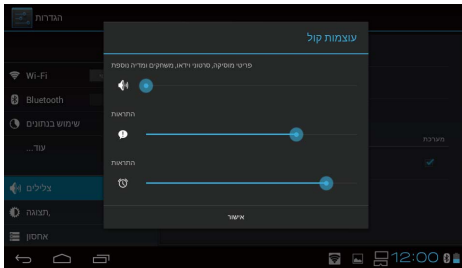 הגדרות
עוצמות קול
פריטי מוסיקה, סרטוני וידאו, משחקים ומדיה נוספת
Wi-Fi
Bluetooth
התראות
שימוש בנתונים
מערכת
עוד...
התראות
צלילים
תצוגה,
אישור
אחסון
12:00